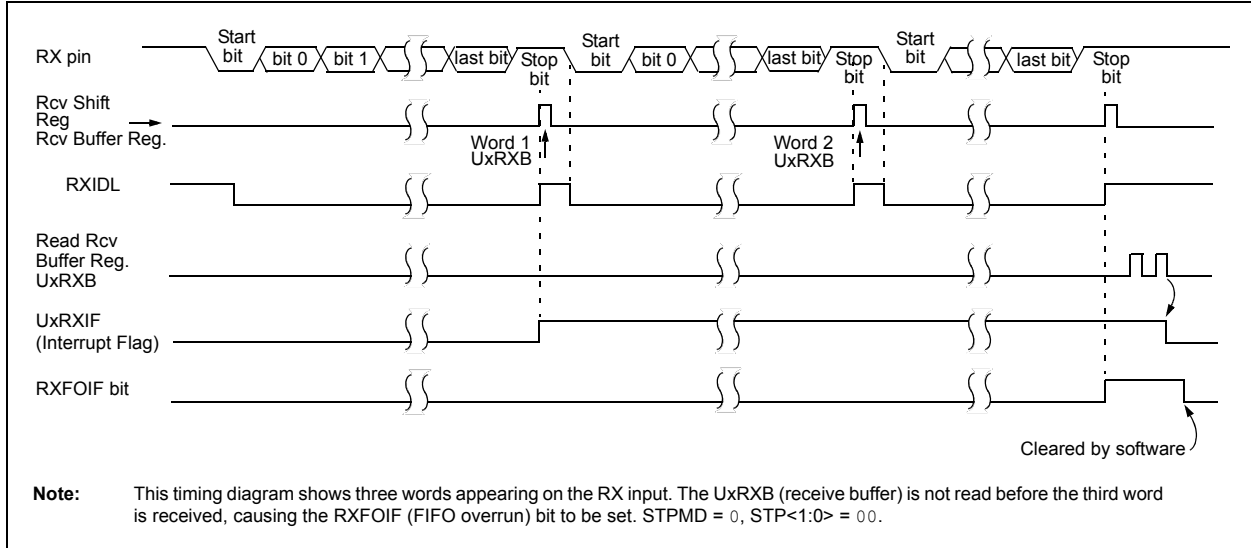 RX pin
Start
bit
bit 0
bit 1
last bit
Stop
bit
Start
bit
bit 0
last bit
Stop
bit
Start
bit
last bit
Stop
bit
Rcv Shift
Reg
Rcv Buffer Reg.
Word 1
UxRXB
Word 2
UxRXB
RXIDL
Read Rcv
Buffer Reg.
UxRXB
UxRXIF
(Interrupt Flag)
RXFOIF bit
Cleared by software
Note: This timing diagram shows three words appearing on the RX input. The UxRXB (receive buffer) is not read before the third word
is received, causing the RXFOIF (FIFO overrun) bit to be set. STPMD = 0, STP<1:0> = 00.